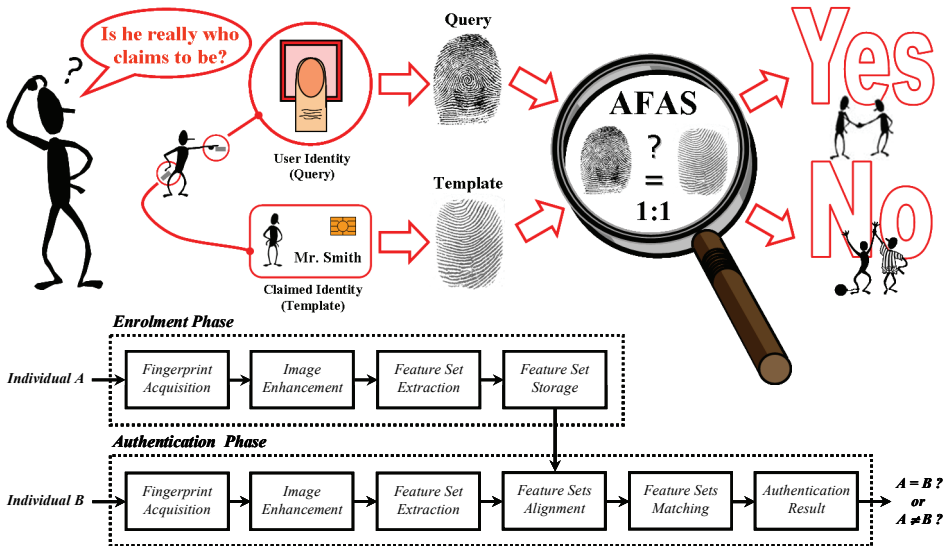 Is he really who
claims to be?
?
User Identity
(Query)
Query
Mr. Smith
Claimed Identity
(Template)
Template
AFAS
?
=
1:1
Yes
No
Enrolment Phase
Individual A
Fingerprint
Acquisition
Image
Enhancement
Feature Set
Extraction
Feature Set
Storage
Authentication Phase
Individual B
Fingerprint
Acquisition
Image
Enhancement
Feature Set
Extraction
Feature Sets
Alignment
Feature Sets
Matching
Authentication
Result
A = B ?
or
A ≠ B ?